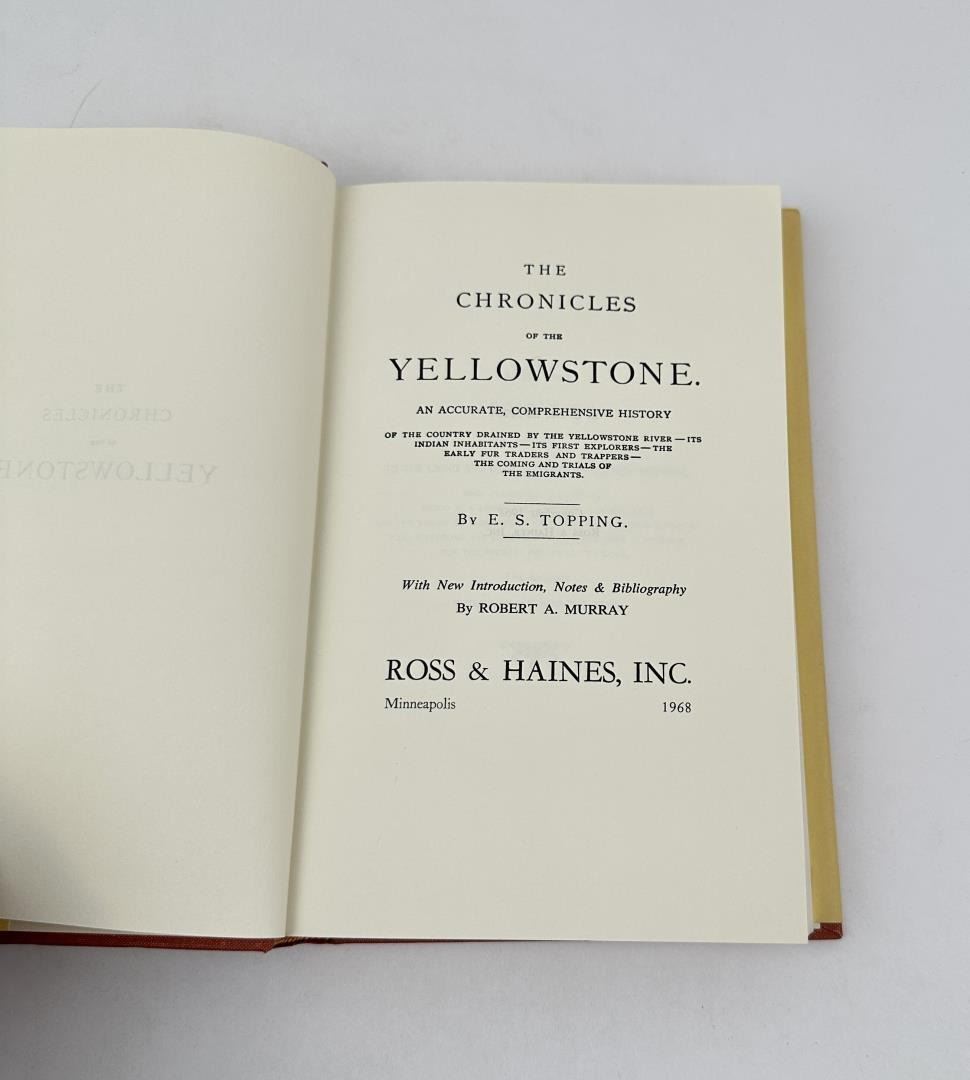 THE
CHRONICLES
OF THE
YELLOWSTONE.
AN ACCURATE, COMPREHENSIVE HISTORY
OF THE COUNTRY DRAINED BY THE YELLOWSTONE RIVER—ITS
INDIAN INHABITANTS—ITS FIRST EXPLORERS—THE
EARLY FUR TRADERS AND TRAPPERS—
THE COMING AND TRIALS OF
THE EMIGRANTS.
By E. S. TOPPING.
With New Introduction, Notes & Bibliography
By ROBERT A. MURRAY
ROSS & HAINES, INC.
Minneapolis 1968